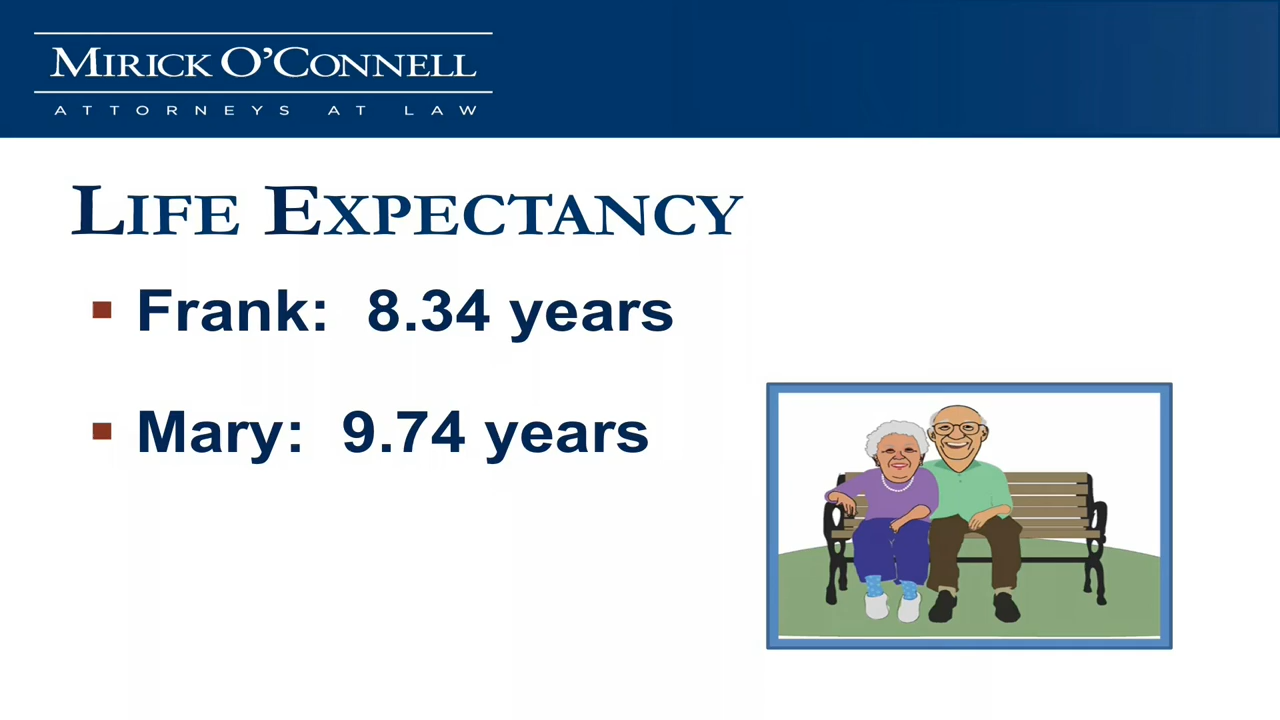 MIRICK O'CONNELL
ATTORNEYS AT LAW
LIFE EXPECTANCY
▪ Frank: 8.34 years
▪ Mary: 9.74 years